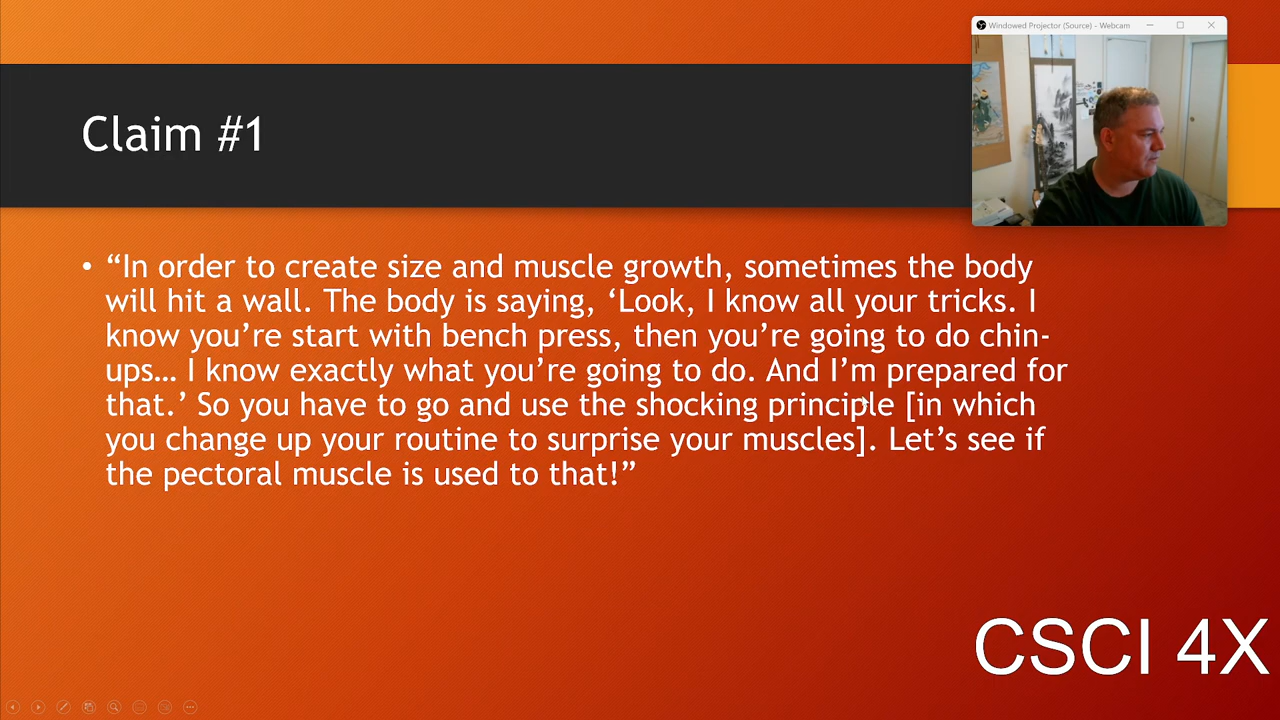 Windowed Projector (Source) - Webcam
Claim #1
• “In order to create size and muscle growth, sometimes the body
will hit a wall. The body is saying, ‘Look, I know all your tricks. I
know you’re start with bench press, then you’re going to do chin-
ups… I know exactly what you’re going to do. And I’m prepared for
that.’ So you have to go and use the shocking principle [in which
you change up your routine to surprise your muscles]. Let’s see if
the pectoral muscle is used to that!”
CSCI 4X